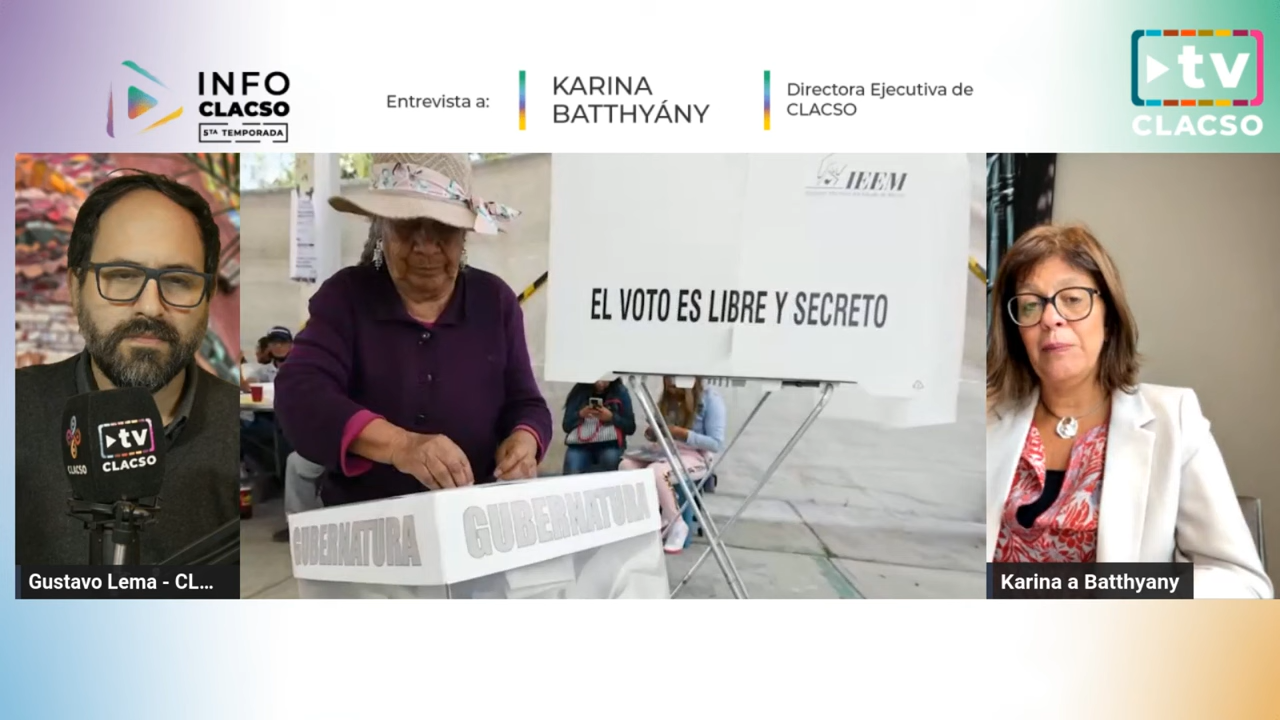 INFO
CLACSO
5TA TEMPORADA
Entrevista a:
KARINA
BATTHYÁNY
Directora Ejecutiva de
CLACSO
tv
CLACSO
IEEM
EL VOTO ES LIBRE Y SECRETO
GUBERNATURA
GUBERNATURA
CLACSO
tv
CLACSO
Gustavo Lema - CL...
Karina a Batthyany